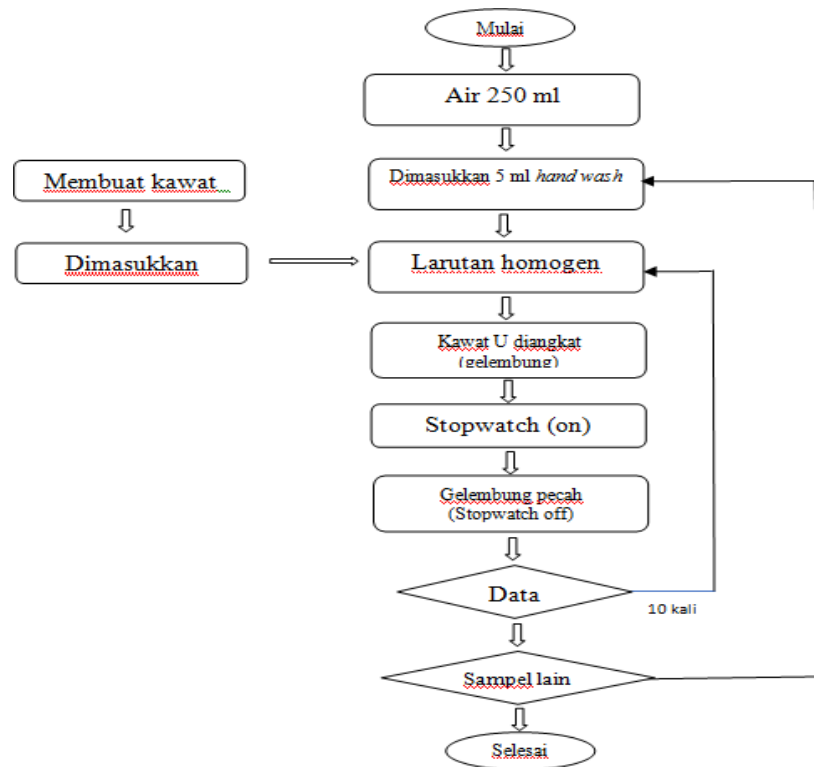 Mulai
Air 250 ml
Dimasukkan 5 ml hand wash
Membuat kawat
Dimasukkan
Larutan homogen
Kawat U diangkat
(gelembung)
Stopwatch (on)
Gelembung pecah
(Stopwatch off)
Data
10 kali
Sampel lain
Selesai